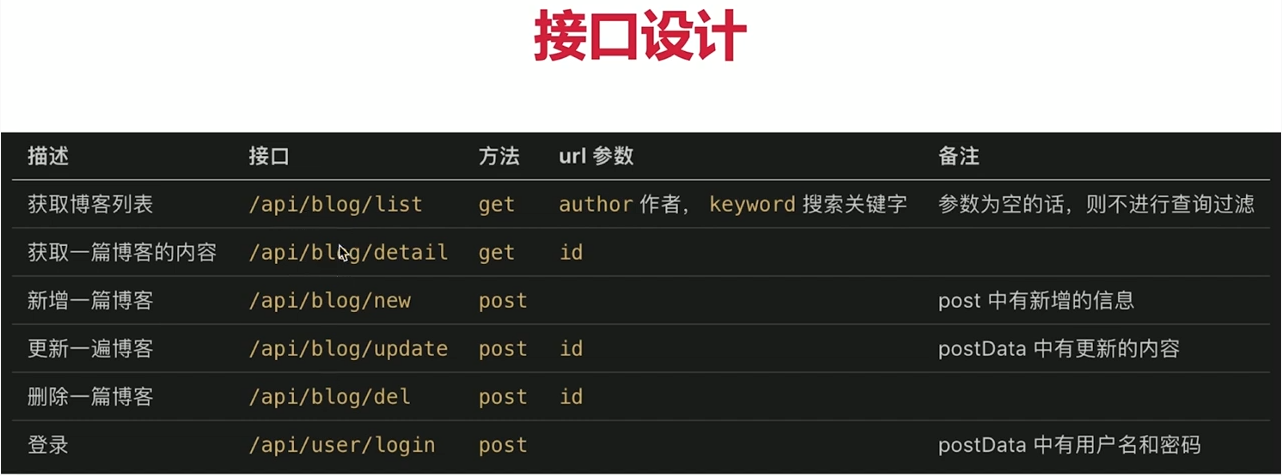 接口设计
描述 接口 方法 url 参数 备注
获取博客列表 /api/blog/list get author 作者， keyword 搜索关键字 参数为空的话，则不进行查询过滤
获取一篇博客的内容 /api/blog/detail get id
新增一篇博客 /api/blog/new post post 中有新增的信息
更新一遍博客 /api/blog/update post id postData 中有更新的内容
删除一篇博客 /api/blog/del post id
登录 /api/user/login post postData 中有用户名和密码